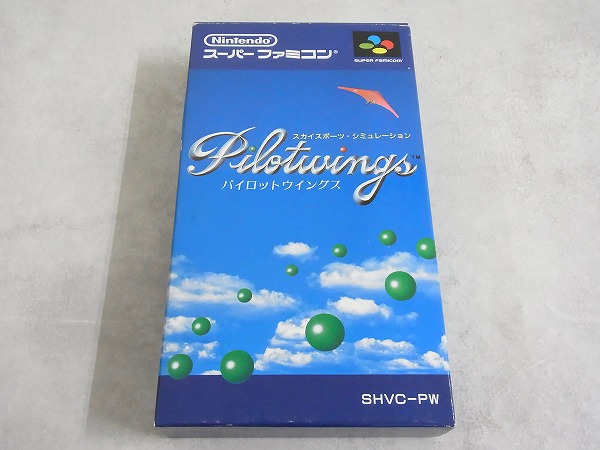 Nintendo
スーパーファミコン®
SUPER FAMICOM
スカイスポーツ・シミュレーション
Pilotwings™
パイロットウイングス
SHVC-PW